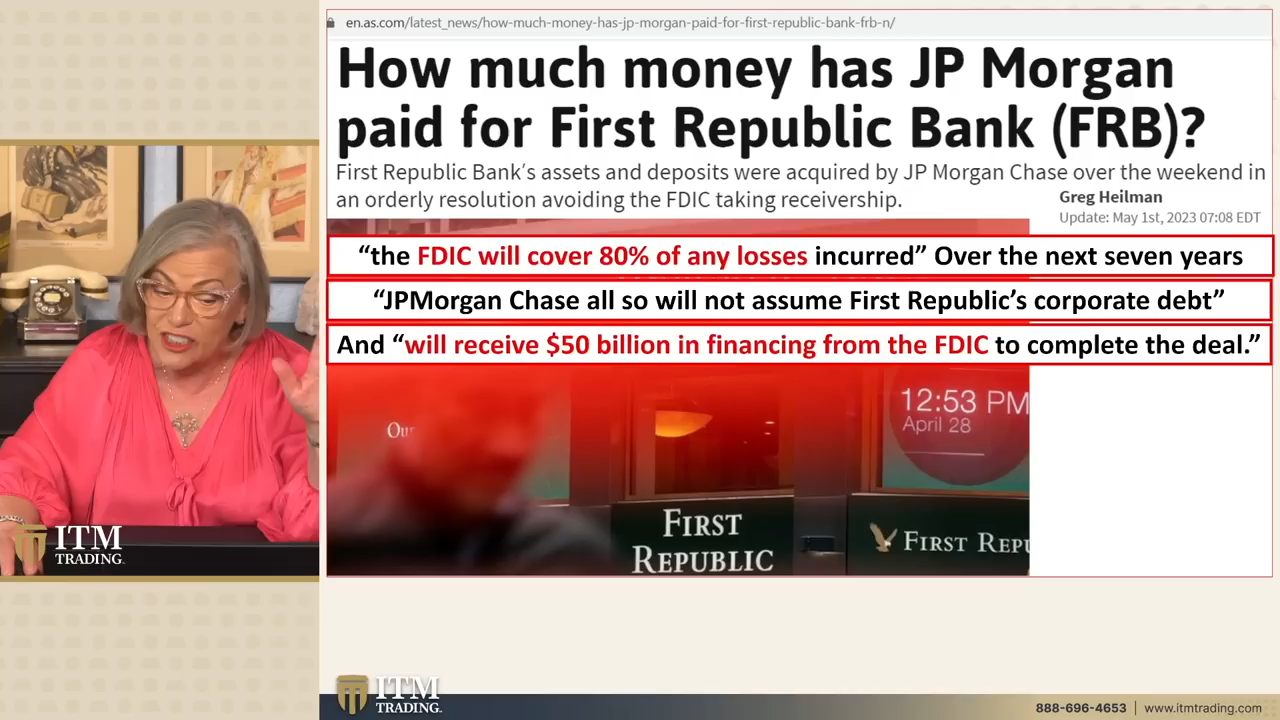 en.as.com/latest_news/how-much-money-has-jp-morgan-paid-for-first-republic-bank-frb-n/
How much money has JP Morgan
paid for First Republic Bank (FRB)?
First Republic Bank's assets and deposits were acquired by JP Morgan Chase over the weekend in
an orderly resolution avoiding the FDIC taking receivership.
Greg Heilman
Update: May 1st, 2023 07:08 EDT
“the FDIC will cover 80% of any losses incurred” Over the next seven years
“JPMorgan Chase all so will not assume First Republic’s corporate debt”
And “will receive $50 billion in financing from the FDIC to complete the deal.”
12:53 PM
April 28
Our
FIRST
REPUBLIC
FIRST REPU
ITM
TRADING
ITM
TRADING
888-696-4653 | www.itmtrading.com